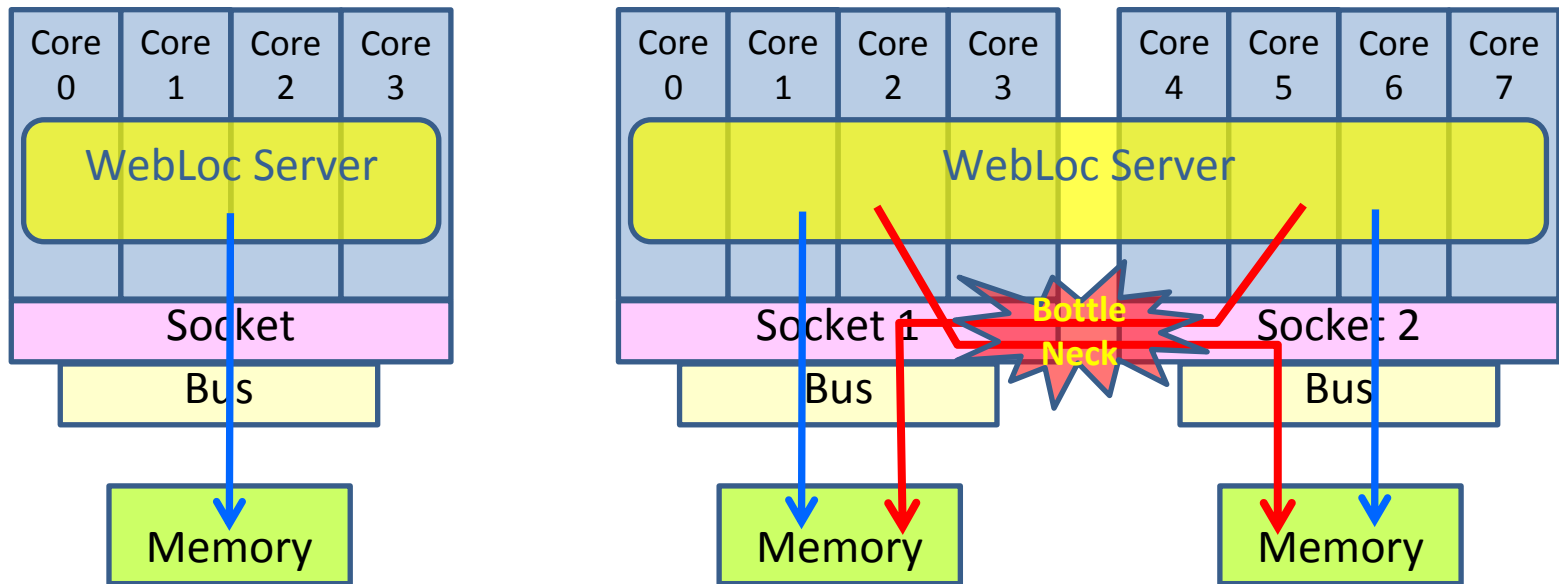 Core 0
Core 1
Core 2
Core 3
WebLoc Server
Socket
Bus
Memory
Core 0
Core 1
Core 2
Core 3
Core 4
Core 5
Core 6
Core 7
WebLoc Server
Bottle
Neck
Socket 1
Socket 2
Bus
Bus
Memory
Memory